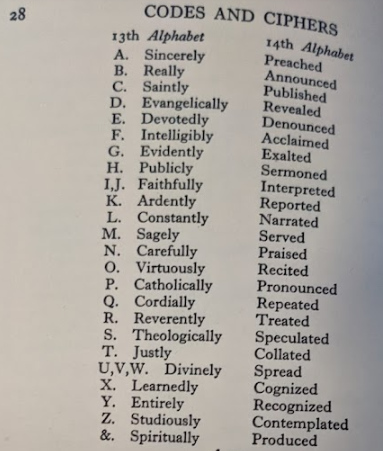 28 CODES AND CIPHERS
13th Alphabet 14th Alphabet
A. Sincerely Preached
B. Really Announced
C. Saintly Published
D. Evangelically Revealed
E. Devotedly Denounced
F. Intelligibly Acclaimed
G. Evidently Exalted
H. Publicly Sermoned
I,J. Faithfully Interpreted
K. Ardently Reported
L. Constantly Narrated
M. Sagely Served
N. Carefully Praised
O. Virtuously Recited
P. Catholically Pronounced
Q. Cordially Repeated
R. Reverently Treated
S. Theologically Speculated
T. Justly Collated
U,V,W. Divinely Spread
X. Learnedly Cognized
Y. Entirely Recognized
Z. Studiously Contemplated
&. Spiritually Produced